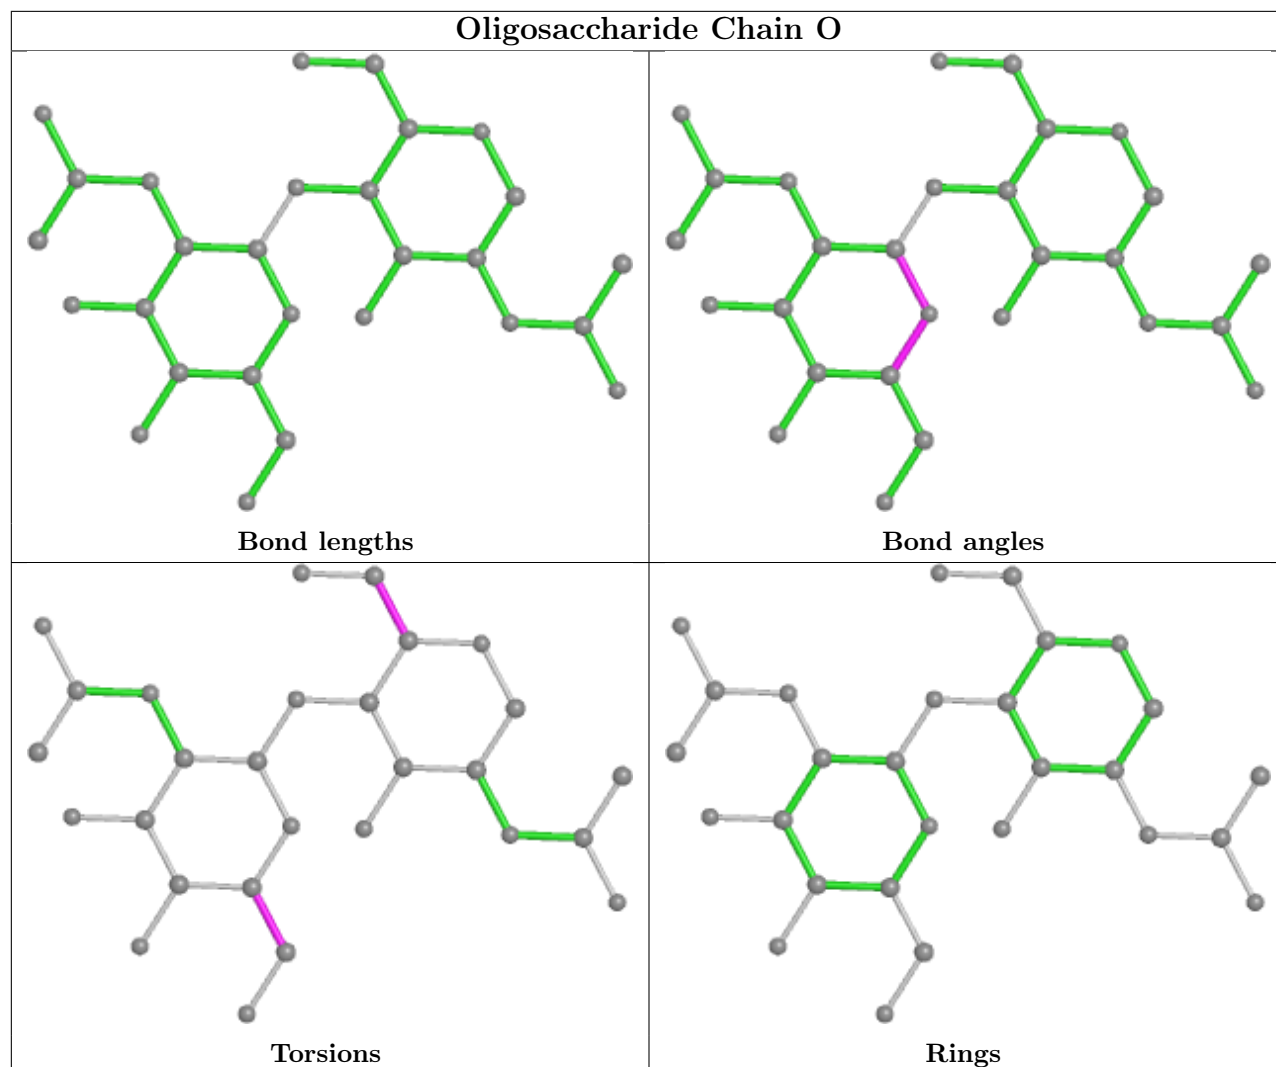 Oligosaccharide Chain O
Bond lengths
Bond angles
Torsions
Rings